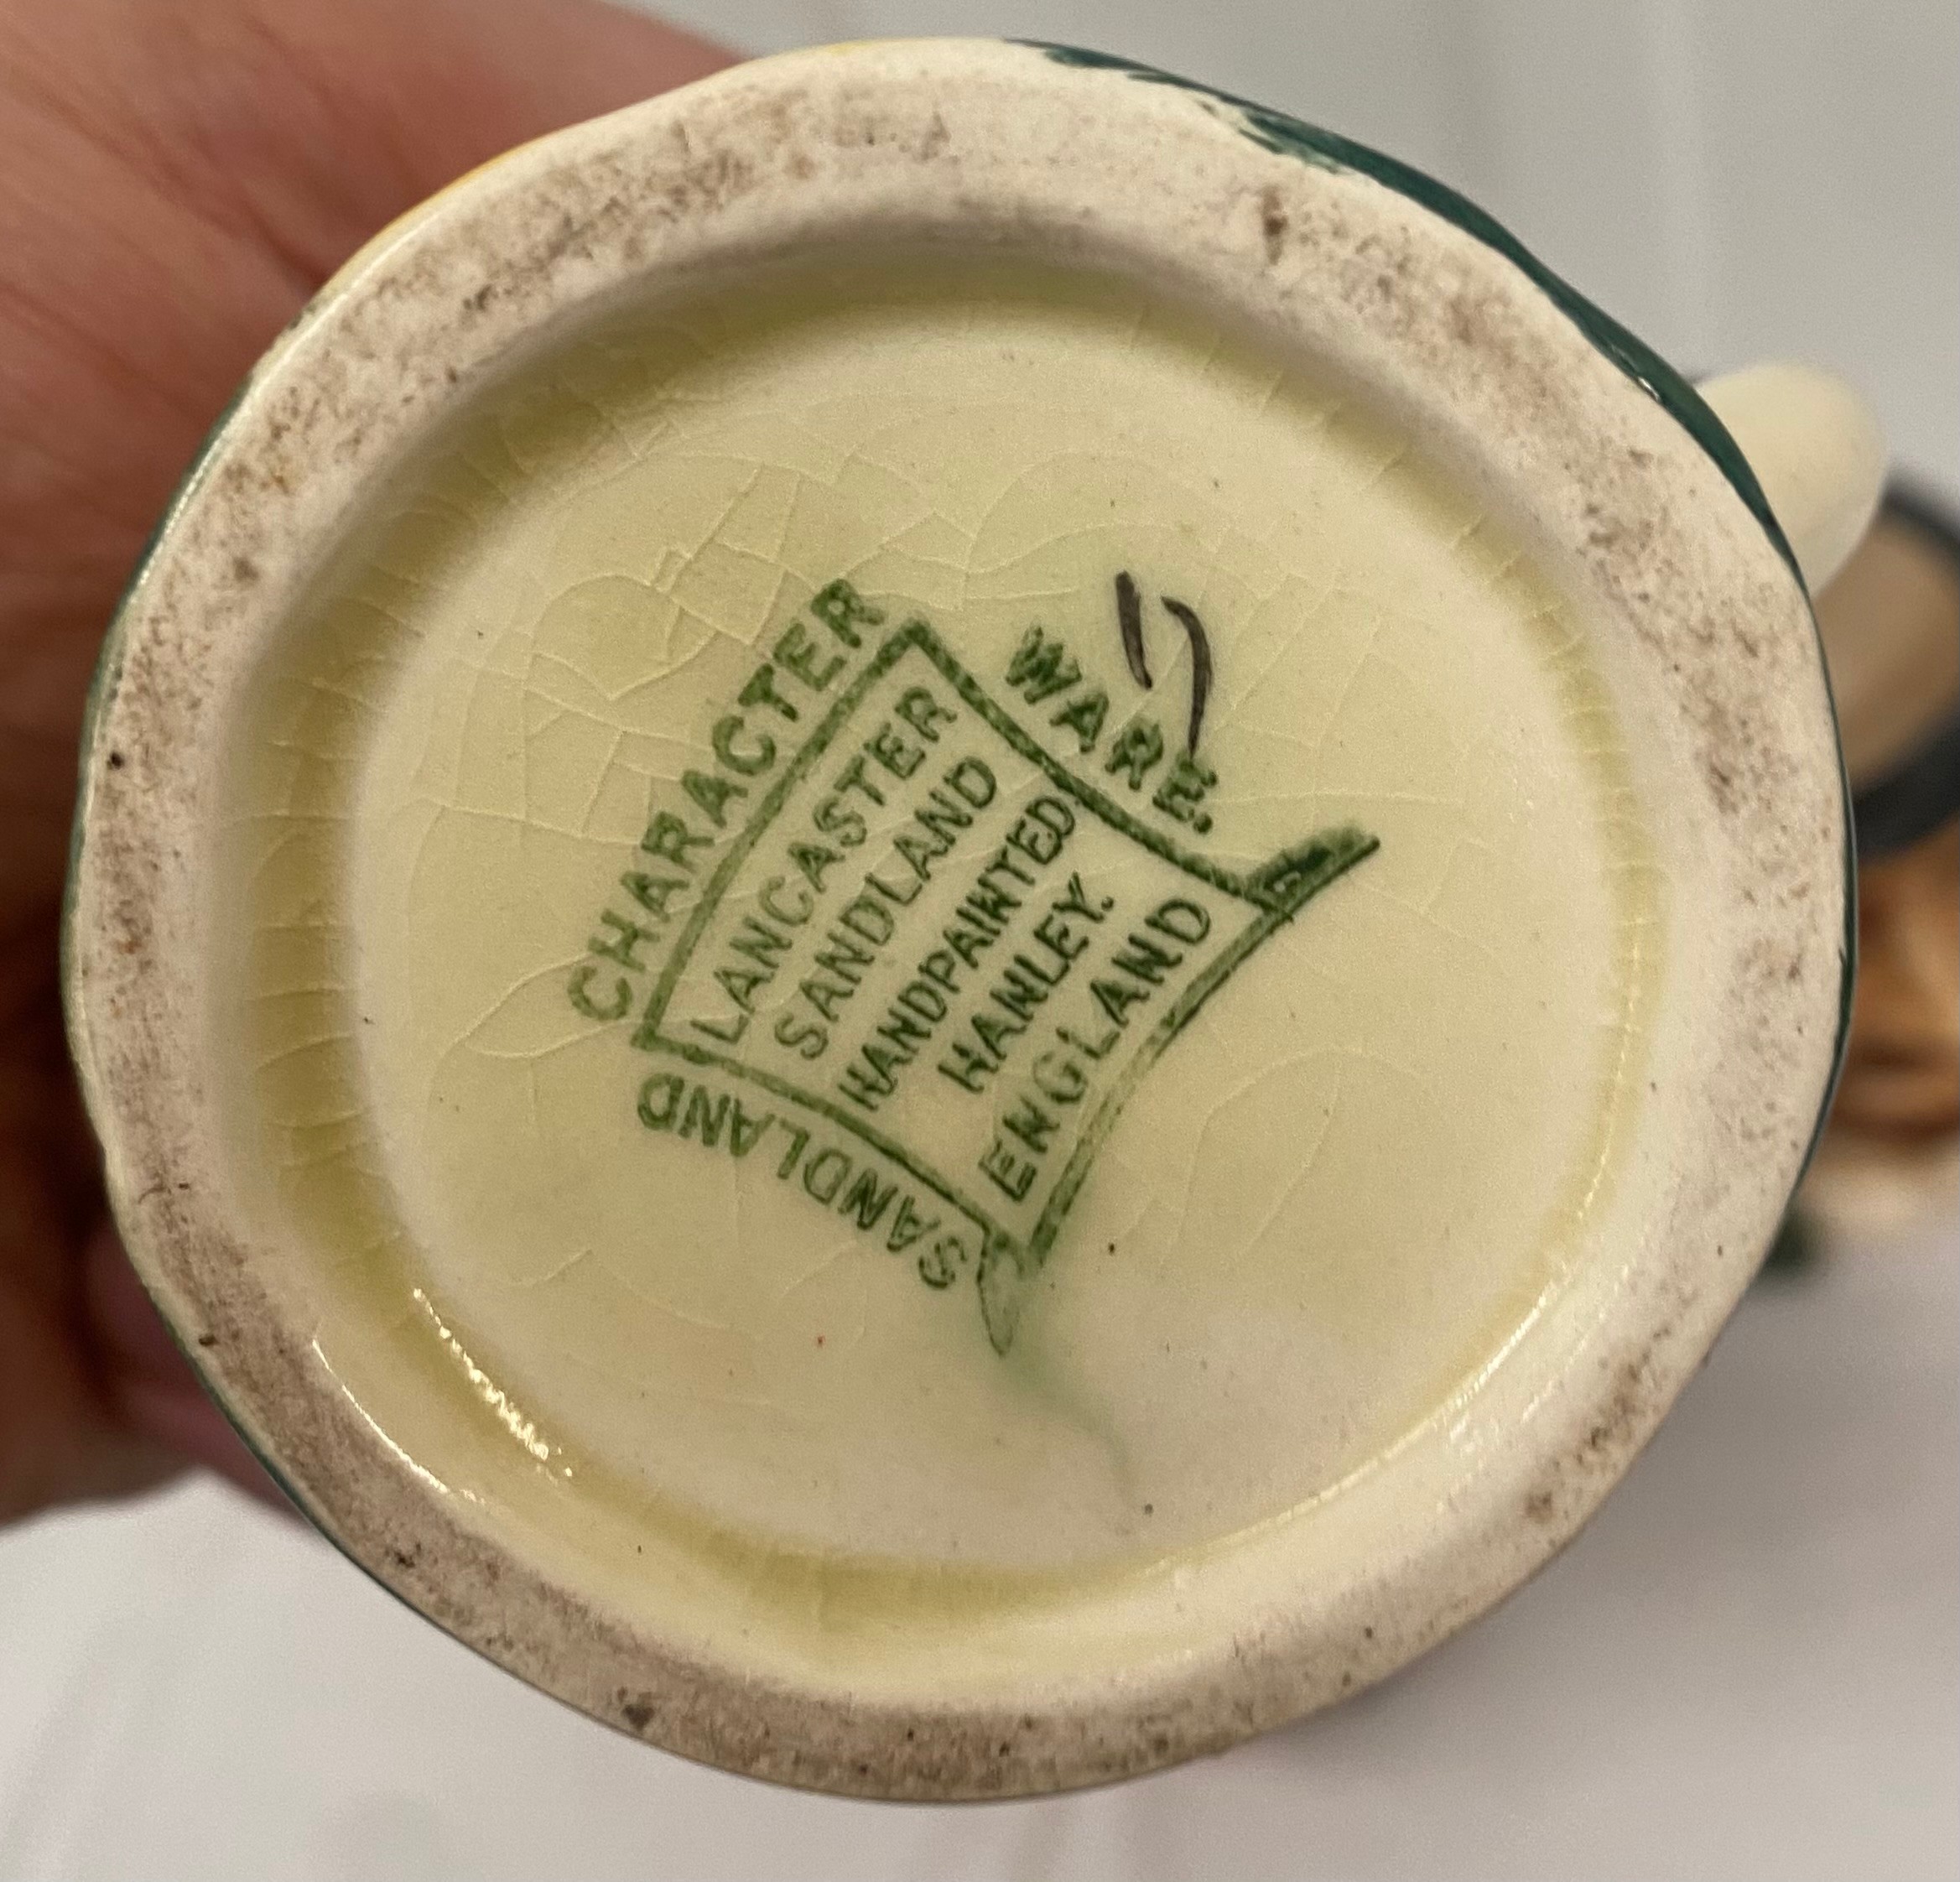 SANDLAND
CHARACTER
WARE
LANCASTER
SANDLAND
HANDPAINTED
HANLEY.
ENGLAND